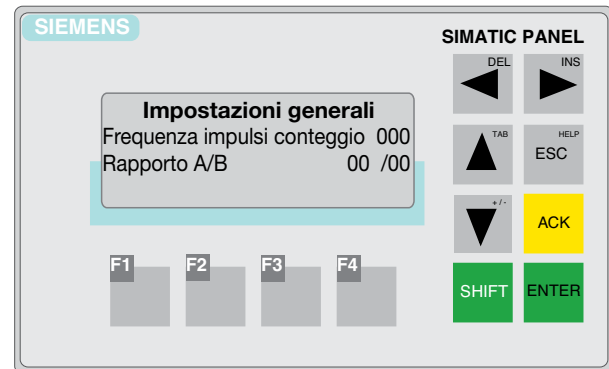 SIEMENS
SIMATIC PANEL
DEL
INS
Impostazioni generali
Frequenza impulsi conteggio 000
Rapporto A/B 00 /00
TAB
HELP
ESC
+ / -
ACK
F1 F2 F3 F4
SHIFT
ENTER